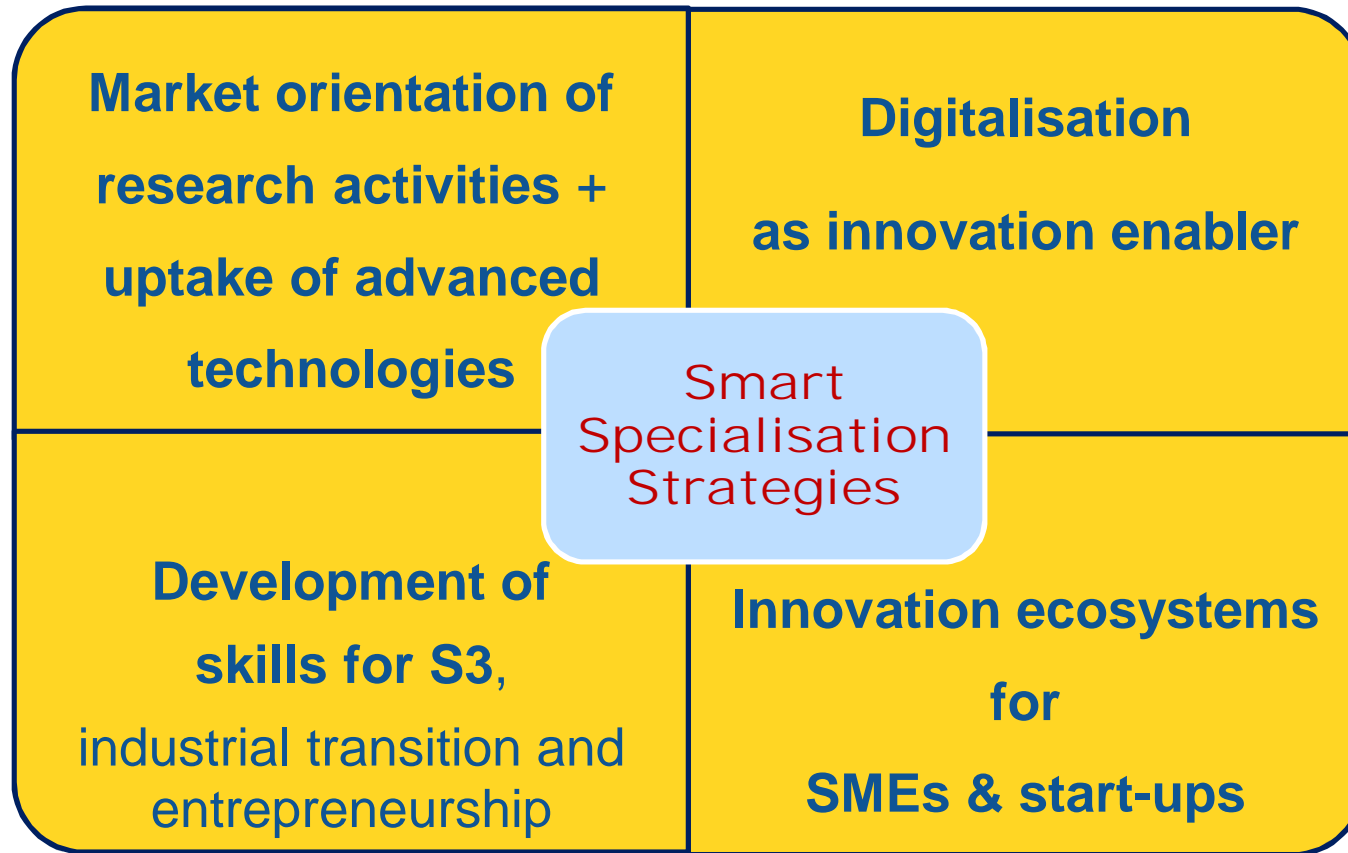 Market orientation of
research activities +
uptake of advanced
technologies
Digitalisation
as innovation enabler
Smart
Specialisation
Strategies
Development of
skills for S3,
industrial transition and
entrepreneurship
Innovation ecosystems
for
SMEs & start-ups